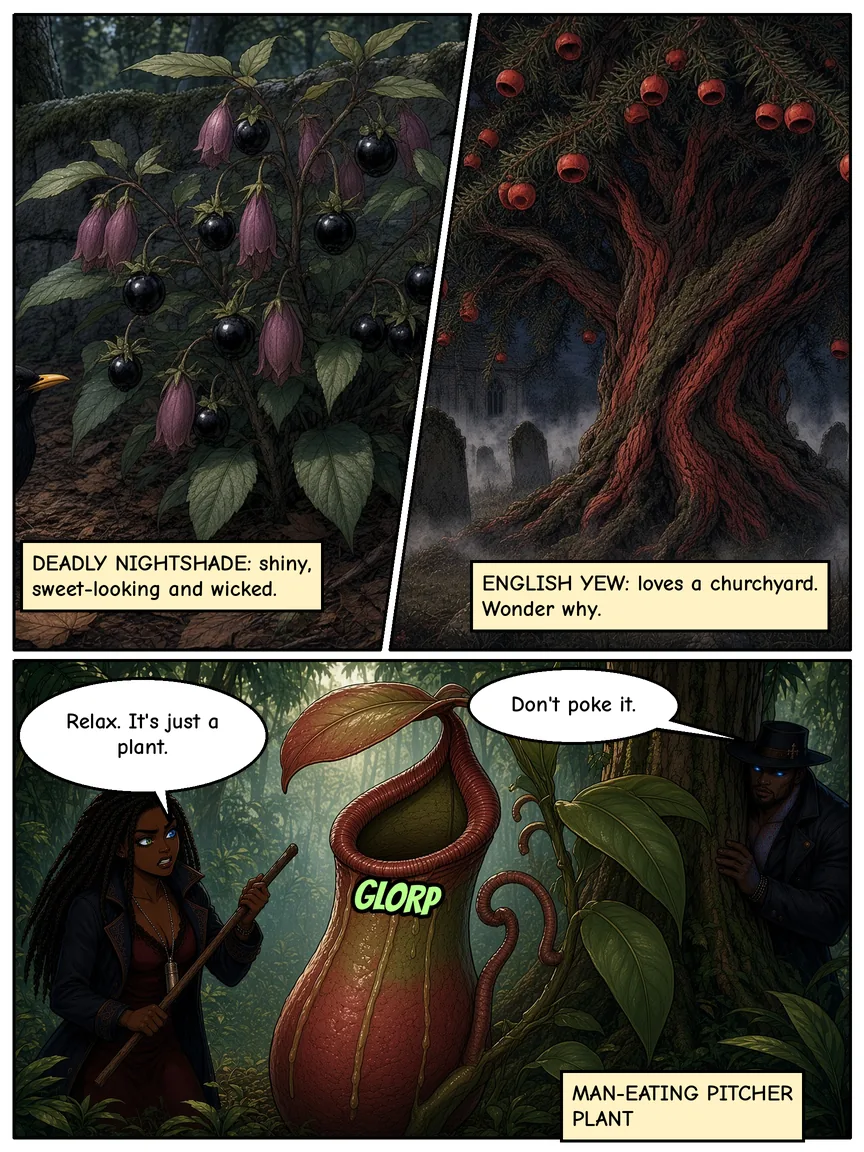 DEADLY NIGHTSHADE: shiny,
sweet-looking and wicked.
ENGLISH YEW: loves a churchyard.
Wonder why.
Relax. It's just a
plant.
Don't poke it.
GLORP
MAN-EATING PITCHER
PLANT